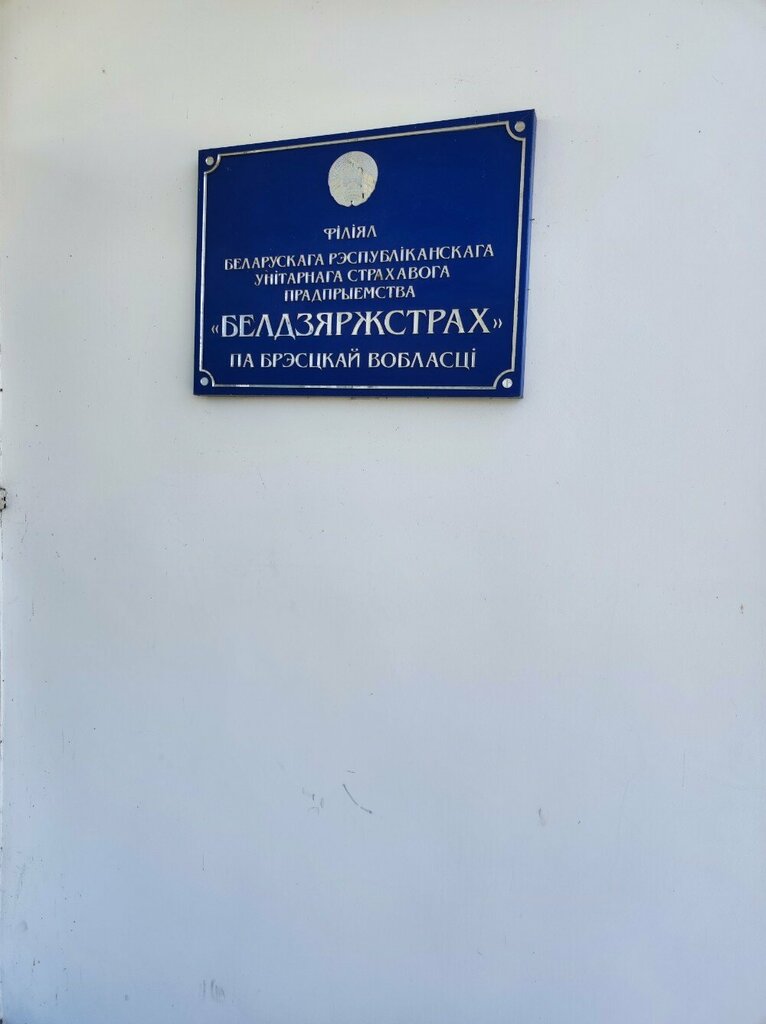 ФІЛІЯЛ
БЕЛАРУСКАГА РЭСПУБЛІКАНСКАГА
УНІТАРНАГА СТРАХАВОГА
ПРАДПРЫЕМСТВА
«БЕЛДЗЯРЖСТРАХ»
ПА БРЭСЦКАЙ ВОБЛАСЦІ